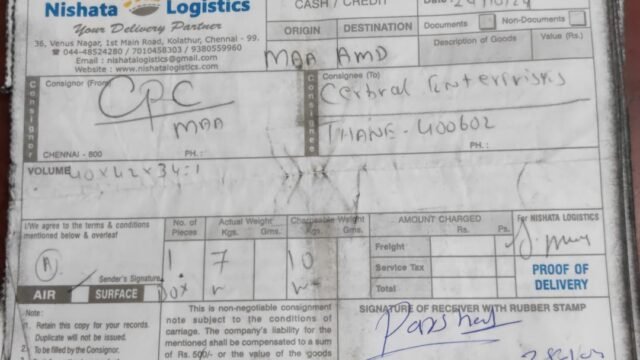 Nishata Logistics
Your Delivery Partner
36, Venus Nagar, 1st Main Road, Kolathur, Chennai - 99.
☎ 044-48524280 / 7010458303 / 9380559960
Email : nishatalogistics@gmail.com
Website : www.nishatalogistics.com
CASH / CREDIT
ORIGIN DESTINATION
MAA AMD
Documents
Non-Documents
Description of Goods
Value (Rs.)
Consignor
Consignor (From)
CPC
MAA
CHENNAI - 600 PH. :
Consignee
Consignee (To)
Central Enterprises
THANE - 400602
PH. :
VOLUME 40 x 42 x 34 = 1
I/We agree to the terms & conditions
mentioned below & overleaf
Sender's Signature
AIR SURFACE
No. of Pieces
Actual Weight
Kgs. Gms.
Chargeable Weight
Kgs. Gms.
1 7 10
BOX
AMOUNT CHARGED
Rs. Ps.
Freight
Service Tax
Total
For NISHATA LOGISTICS
PROOF OF
DELIVERY
Note :
1. Retain this copy for your records.
Duplicate will not be issued.
2. To be filled by the Consignor.
This is non-negotiable consignment
note subject to the conditions of
carriage. The company's liability for the
mentioned shall be compensated to a sum
of Rs. 500/- or the value of the goods
SIGNATURE OF RECEIVER WITH RUBBER STAMP